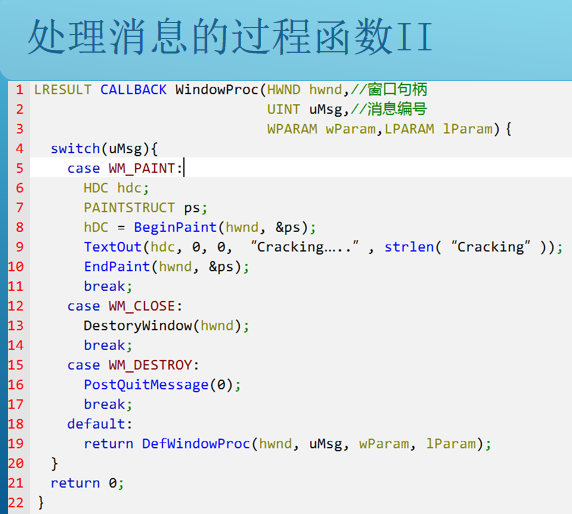 处理消息的过程函数II
1 LRESULT CALLBACK WindowProc(HWND hwnd,//窗口句柄
2 UINT uMsg,//消息编号
3 WPARAM wParam,LPARAM lParam){
4 switch(uMsg){
5 case WM_PAINT:
6 HDC hdc;
7 PAINTSTRUCT ps;
8 hDC = BeginPaint(hwnd, &ps);
9 TextOut(hdc, 0, 0, “Cracking…..” , strlen( “Cracking” ));
10 EndPaint(hwnd, &ps);
11 break;
12 case WM_CLOSE:
13 DestoryWindow(hwnd);
14 break;
15 case WM_DESTROY:
16 PostQuitMessage(0);
17 break;
18 default:
19 return DefWindowProc(hwnd, uMsg, wParam, lParam);
20 }
21 return 0;
22 }